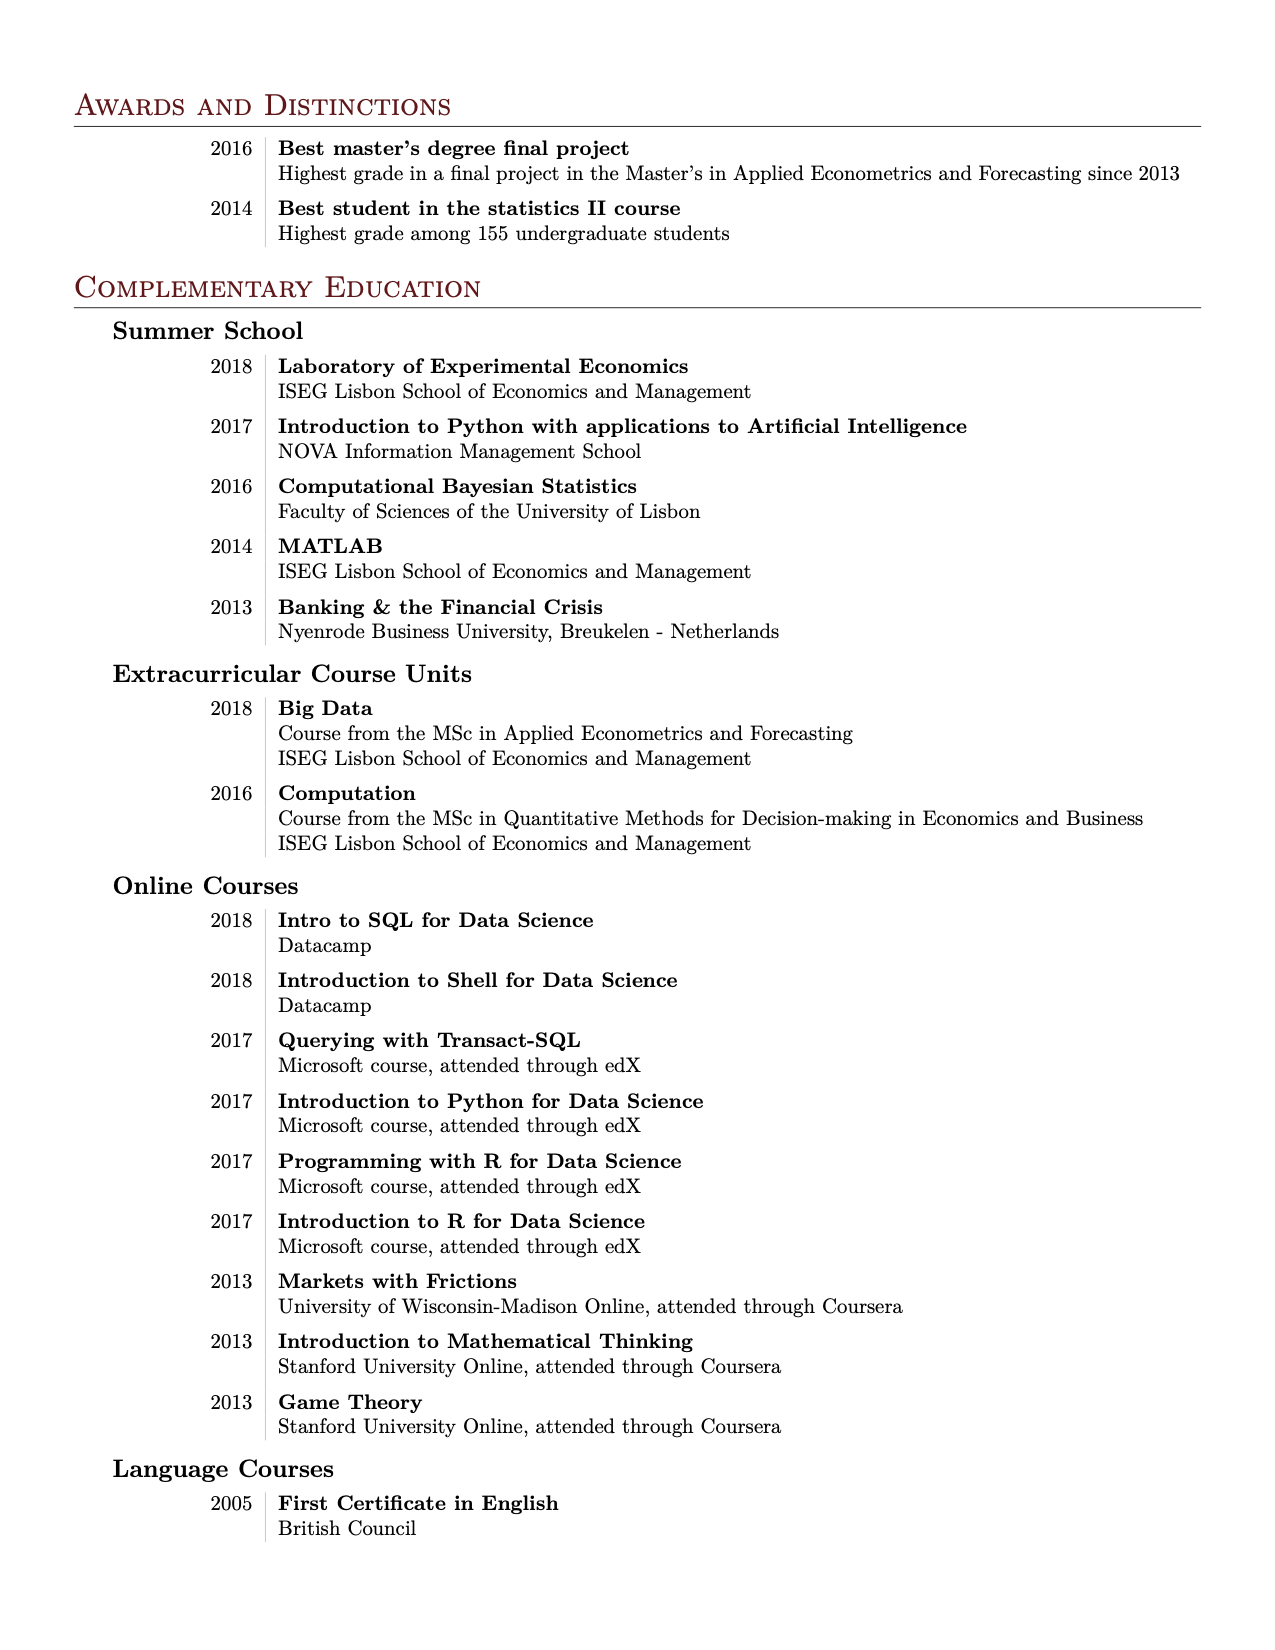 Awards and Distinctions
2016 Best master's degree final project
Highest grade in a final project in the Master's in Applied Econometrics and Forecasting since 2013
2014 Best student in the statistics II course
Highest grade among 155 undergraduate students
Complementary Education
Summer School
2018 Laboratory of Experimental Economics
ISEG Lisbon School of Economics and Management
2017 Introduction to Python with applications to Artificial Intelligence
NOVA Information Management School
2016 Computational Bayesian Statistics
Faculty of Sciences of the University of Lisbon
2014 MATLAB
ISEG Lisbon School of Economics and Management
2013 Banking & the Financial Crisis
Nyenrode Business University, Breukelen - Netherlands
Extracurricular Course Units
2018 Big Data
Course from the MSc in Applied Econometrics and Forecasting
ISEG Lisbon School of Economics and Management
2016 Computation
Course from the MSc in Quantitative Methods for Decision-making in Economics and Business
ISEG Lisbon School of Economics and Management
Online Courses
2018 Intro to SQL for Data Science
Datacamp
2018 Introduction to Shell for Data Science
Datacamp
2017 Querying with Transact-SQL
Microsoft course, attended through edX
2017 Introduction to Python for Data Science
Microsoft course, attended through edX
2017 Programming with R for Data Science
Microsoft course, attended through edX
2017 Introduction to R for Data Science
Microsoft course, attended through edX
2013 Markets with Frictions
University of Wisconsin-Madison Online, attended through Coursera
2013 Introduction to Mathematical Thinking
Stanford University Online, attended through Coursera
2013 Game Theory
Stanford University Online, attended through Coursera
Language Courses
2005 First Certificate in English
British Council